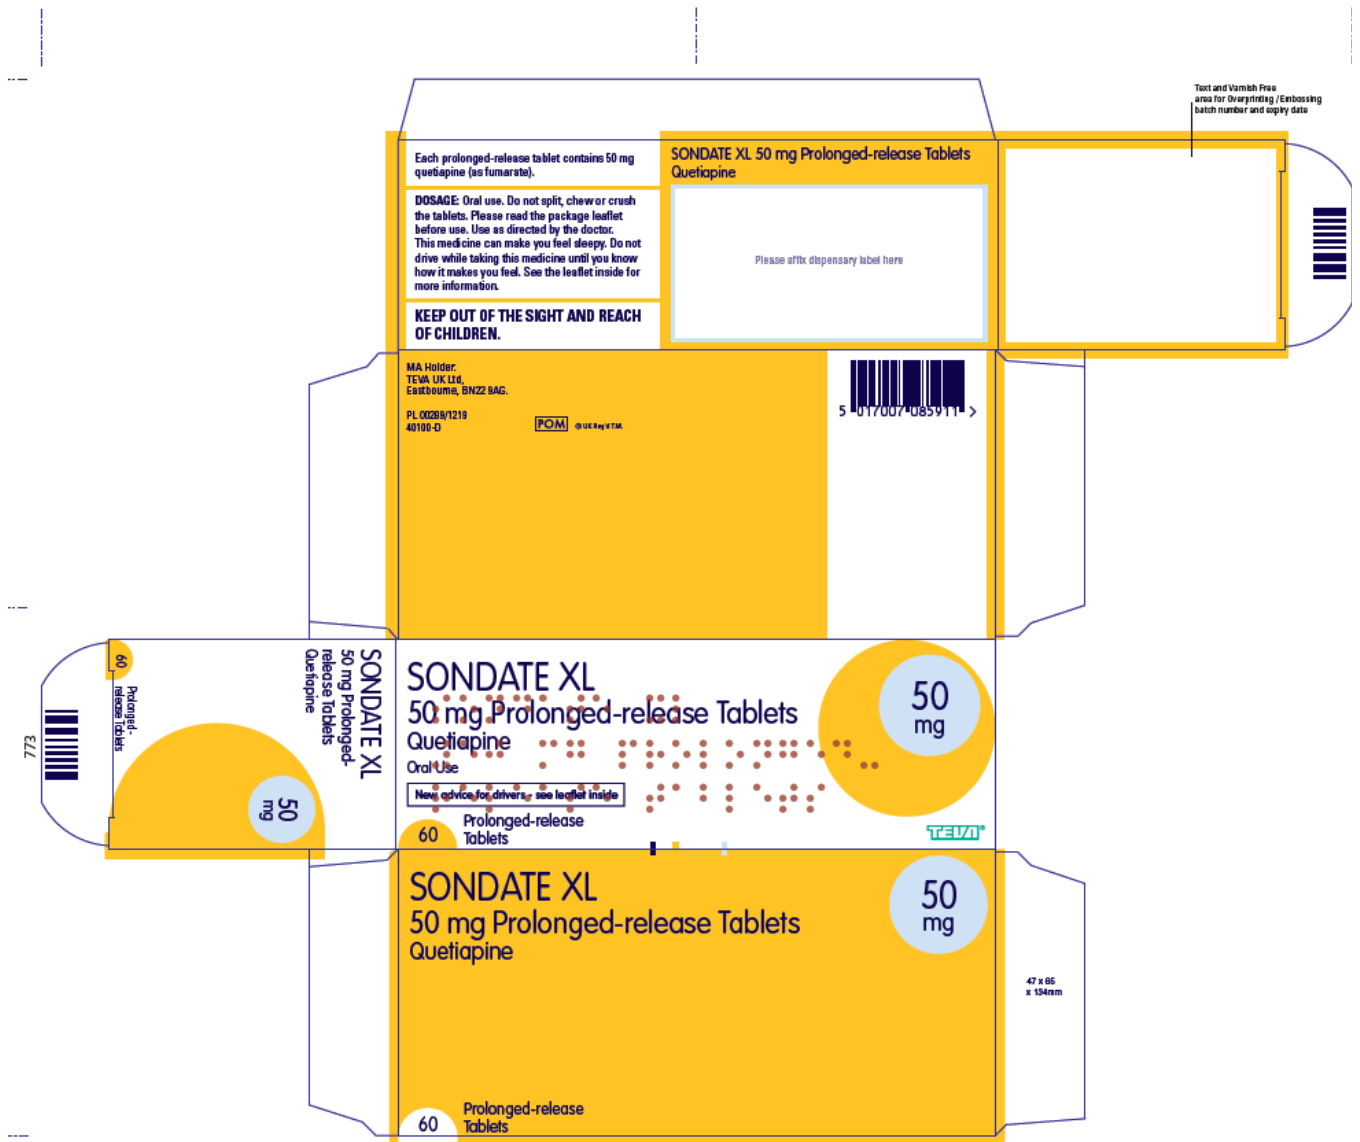 Text and Varnish Free
area for Overprinting / Embossing
batch number and expiry date
Each prolonged-release tablet contains 50 mg
quetiapine (as fumarate).
DOSAGE: Oral use. Do not split, chew or crush
the tablets. Please read the package leaflet
before use. Use as directed by the doctor.
This medicine can make you feel sleepy. Do not
drive while taking this medicine until you know
how it makes you feel. See the leaflet inside for
more information.
KEEP OUT OF THE SIGHT AND REACH
OF CHILDREN.
SONDATE XL 50 mg Prolonged-release Tablets
Quetiapine
Please affix dispensary label here
MA Holder:
TEVA UK Ltd,
Eastbourne, BN22 9AG.
PL 00289/1219
40100-D
POM
® UK Reg'd T.M.
5 017007 085911 >
773
60
Prolonged-
release Tablets
SONDATE XL
50 mg Prolonged-
release Tablets
Quetiapine
50
mg
SONDATE XL
50 mg Prolonged-release Tablets
Quetiapine
Oral Use
New advice for drivers - see leaflet inside
60
Prolonged-release
Tablets
50
mg
TEVA®
SONDATE XL
50 mg Prolonged-release Tablets
Quetiapine
50
mg
47 x 65
x 134mm
60
Prolonged-release
Tablets